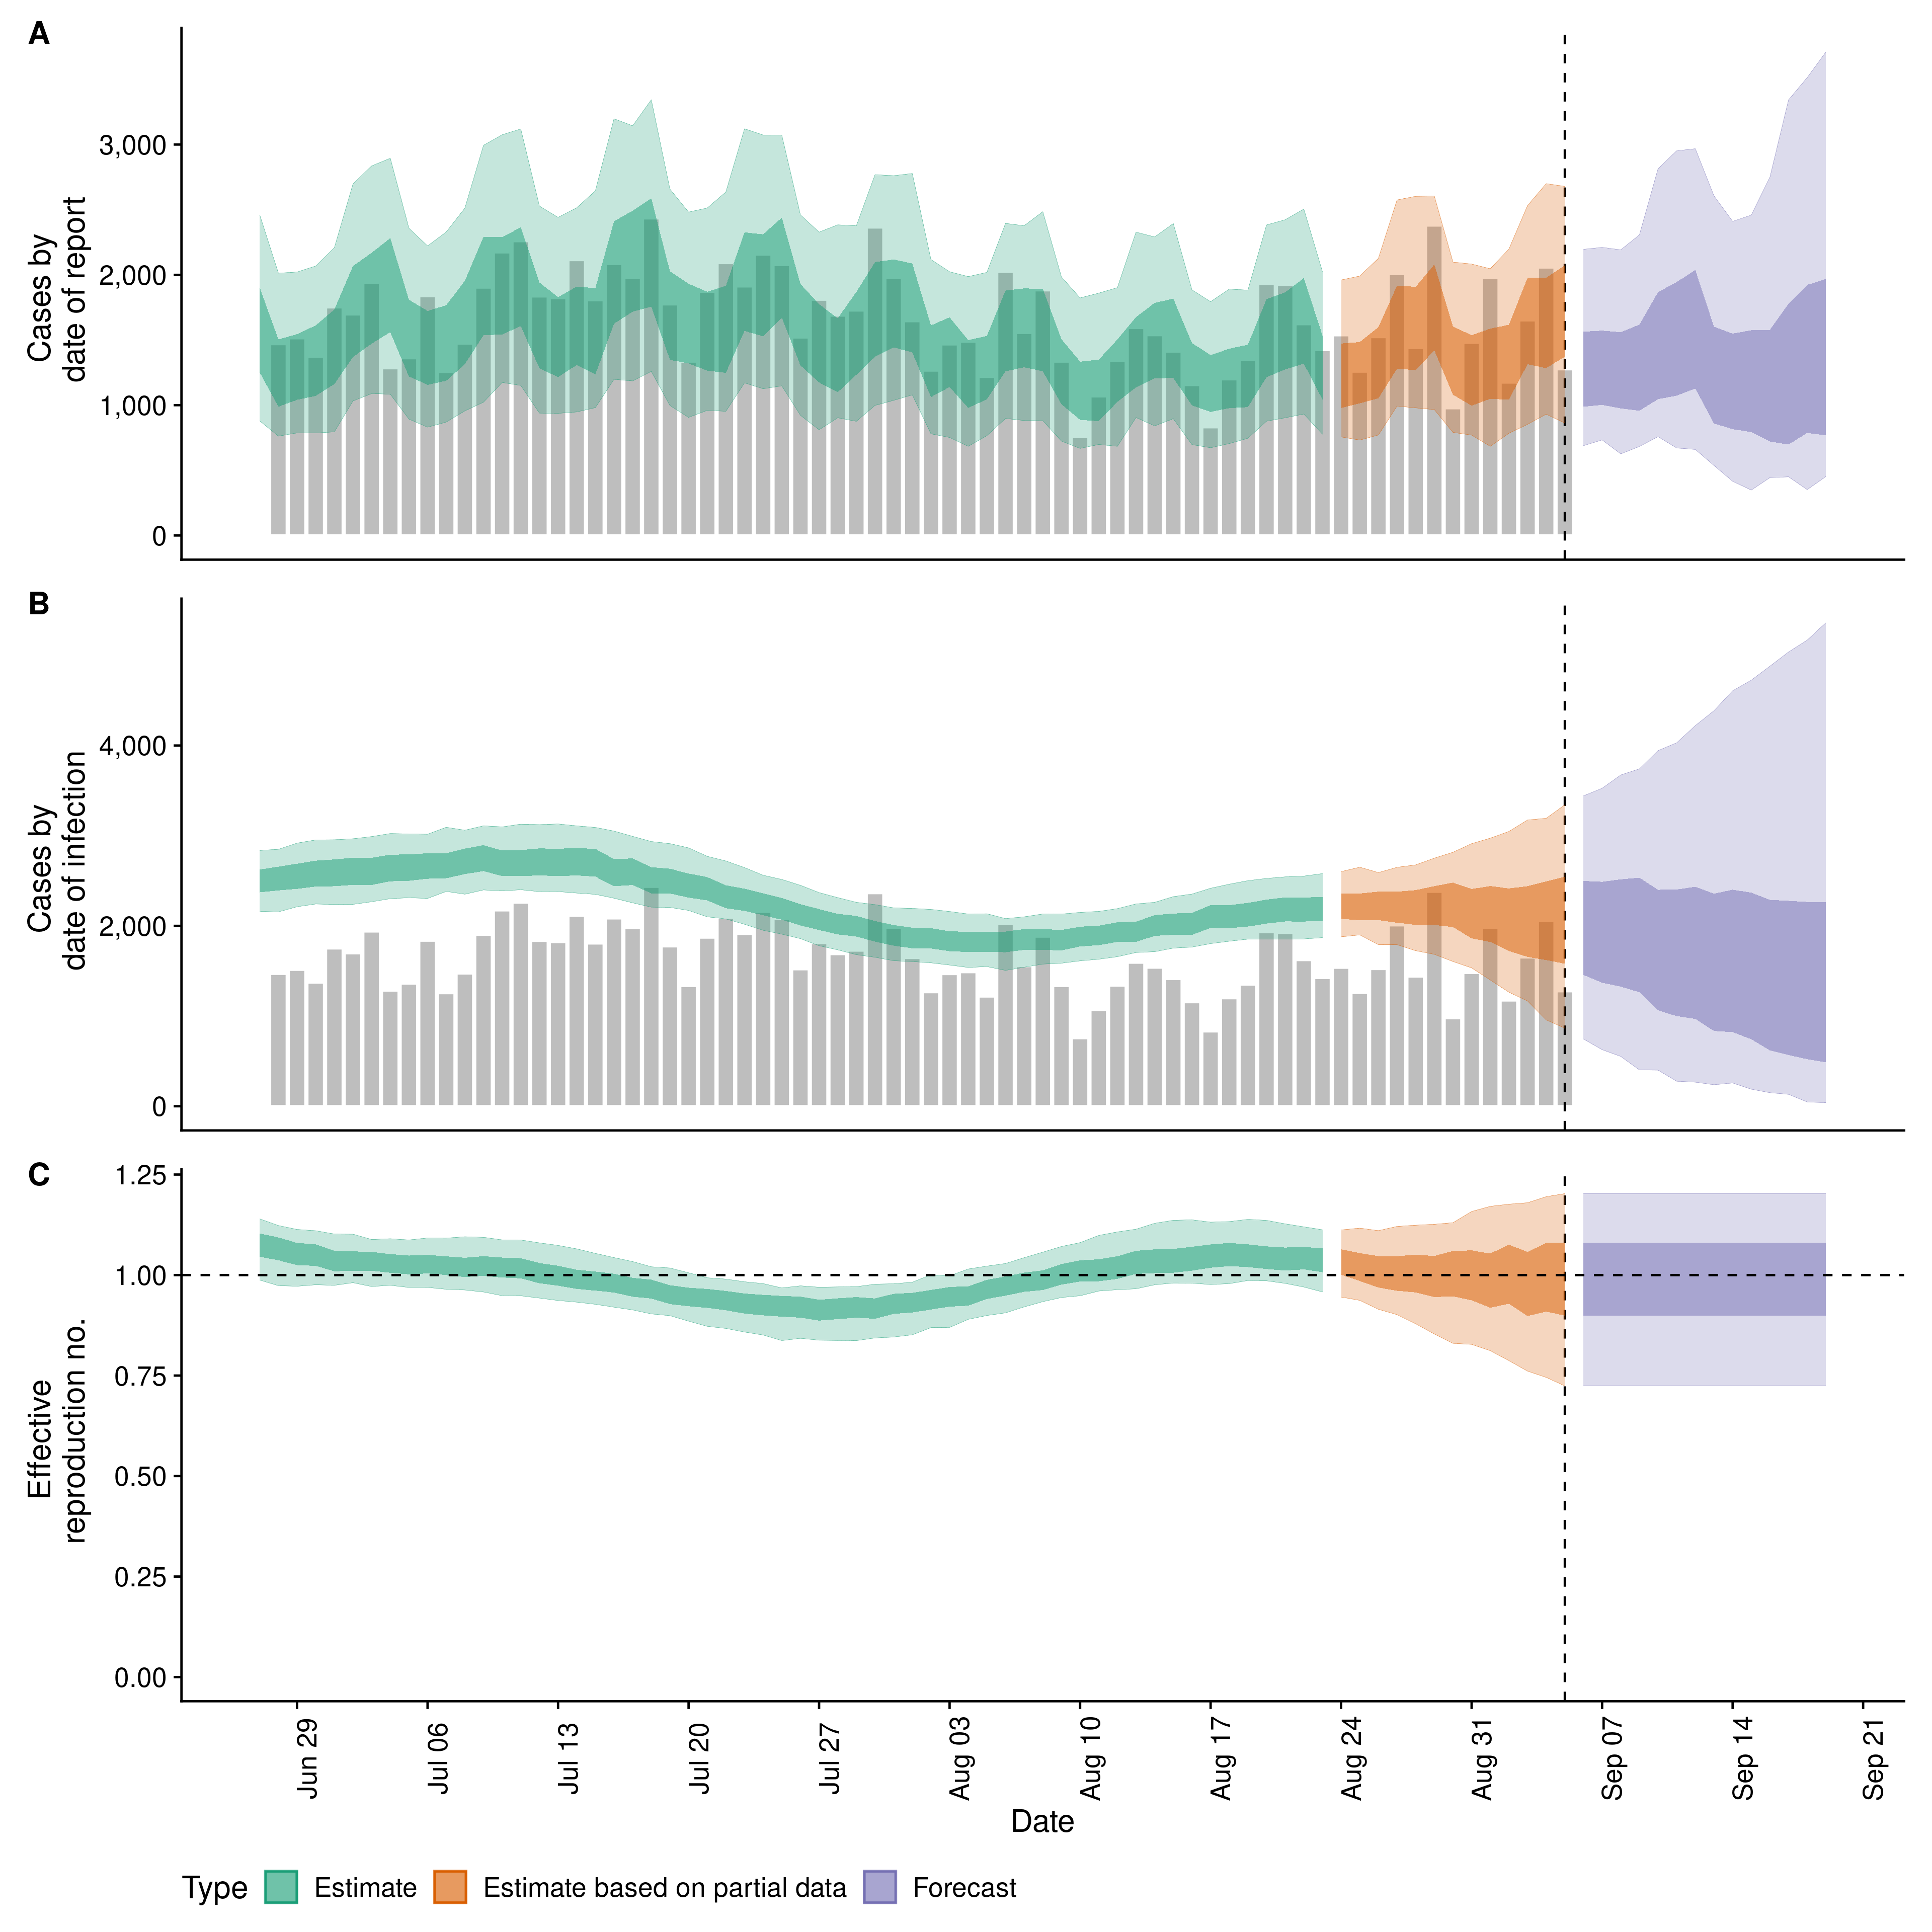 A
Cases by
date of report
3,000
2,000
1,000
0
B
Cases by
date of infection
4,000
2,000
0
C
Effective
reproduction no.
1.25
1.00
0.75
0.50
0.25
0.00
Jun 29
Jul 06
Jul 13
Jul 20
Jul 27
Aug 03
Aug 10
Aug 17
Aug 24
Aug 31
Sep 07
Sep 14
Sep 21
Date
Type Estimate Estimate based on partial data Forecast